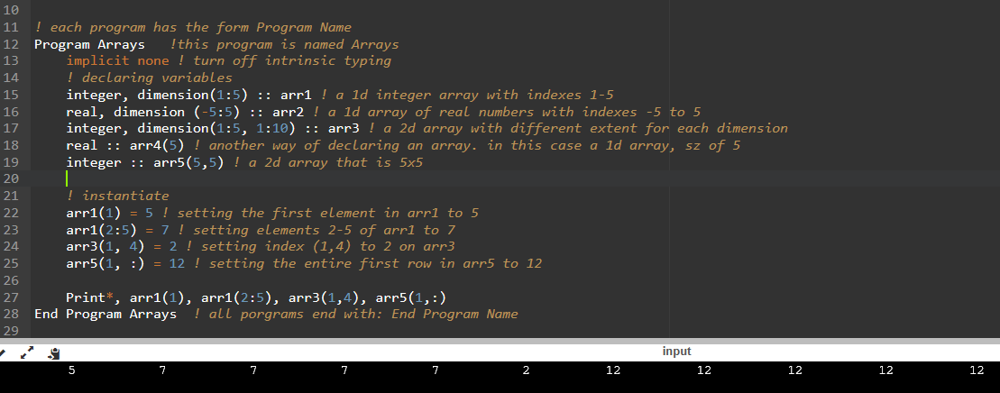 10
11 ! each program has the form Program Name
12 Program Arrays !this program is named Arrays
13 implicit none ! turn off intrinsic typing
14 ! declaring variables
15 integer, dimension(1:5) :: arr1 ! a 1d integer array with indexes 1-5
16 real, dimension (-5:5) :: arr2 ! a 1d array of real numbers with indexes -5 to 5
17 integer, dimension(1:5, 1:10) :: arr3 ! a 2d array with different extent for each dimension
18 real :: arr4(5) ! another way of declaring an array. in this case a 1d array, sz of 5
19 integer :: arr5(5,5) ! a 2d array that is 5x5
20
21 ! instantiate
22 arr1(1) = 5 ! setting the first element in arr1 to 5
23 arr1(2:5) = 7 ! setting elements 2-5 of arr1 to 7
24 arr3(1, 4) = 2 ! setting index (1,4) to 2 on arr3
25 arr5(1, :) = 12 ! setting the entire first row in arr5 to 12
26
27 Print*, arr1(1), arr1(2:5), arr3(1,4), arr5(1,:)
28 End Program Arrays ! all porgrams end with: End Program Name
29
input
5 7 7 7 7 2 12 12 12 12 12